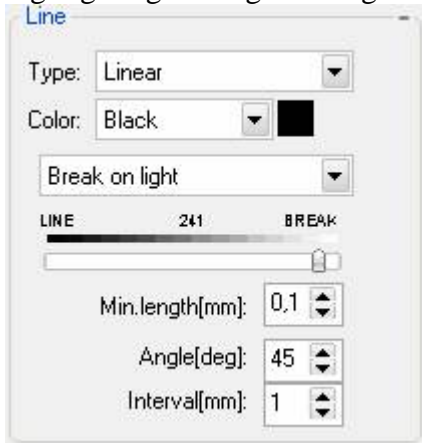 Line
Type: Linear
Color: Black
Break on light
LINE 241 BREAK
Min.length[mm]: 0,1
Angle[deg]: 45
Interval[mm]: 1